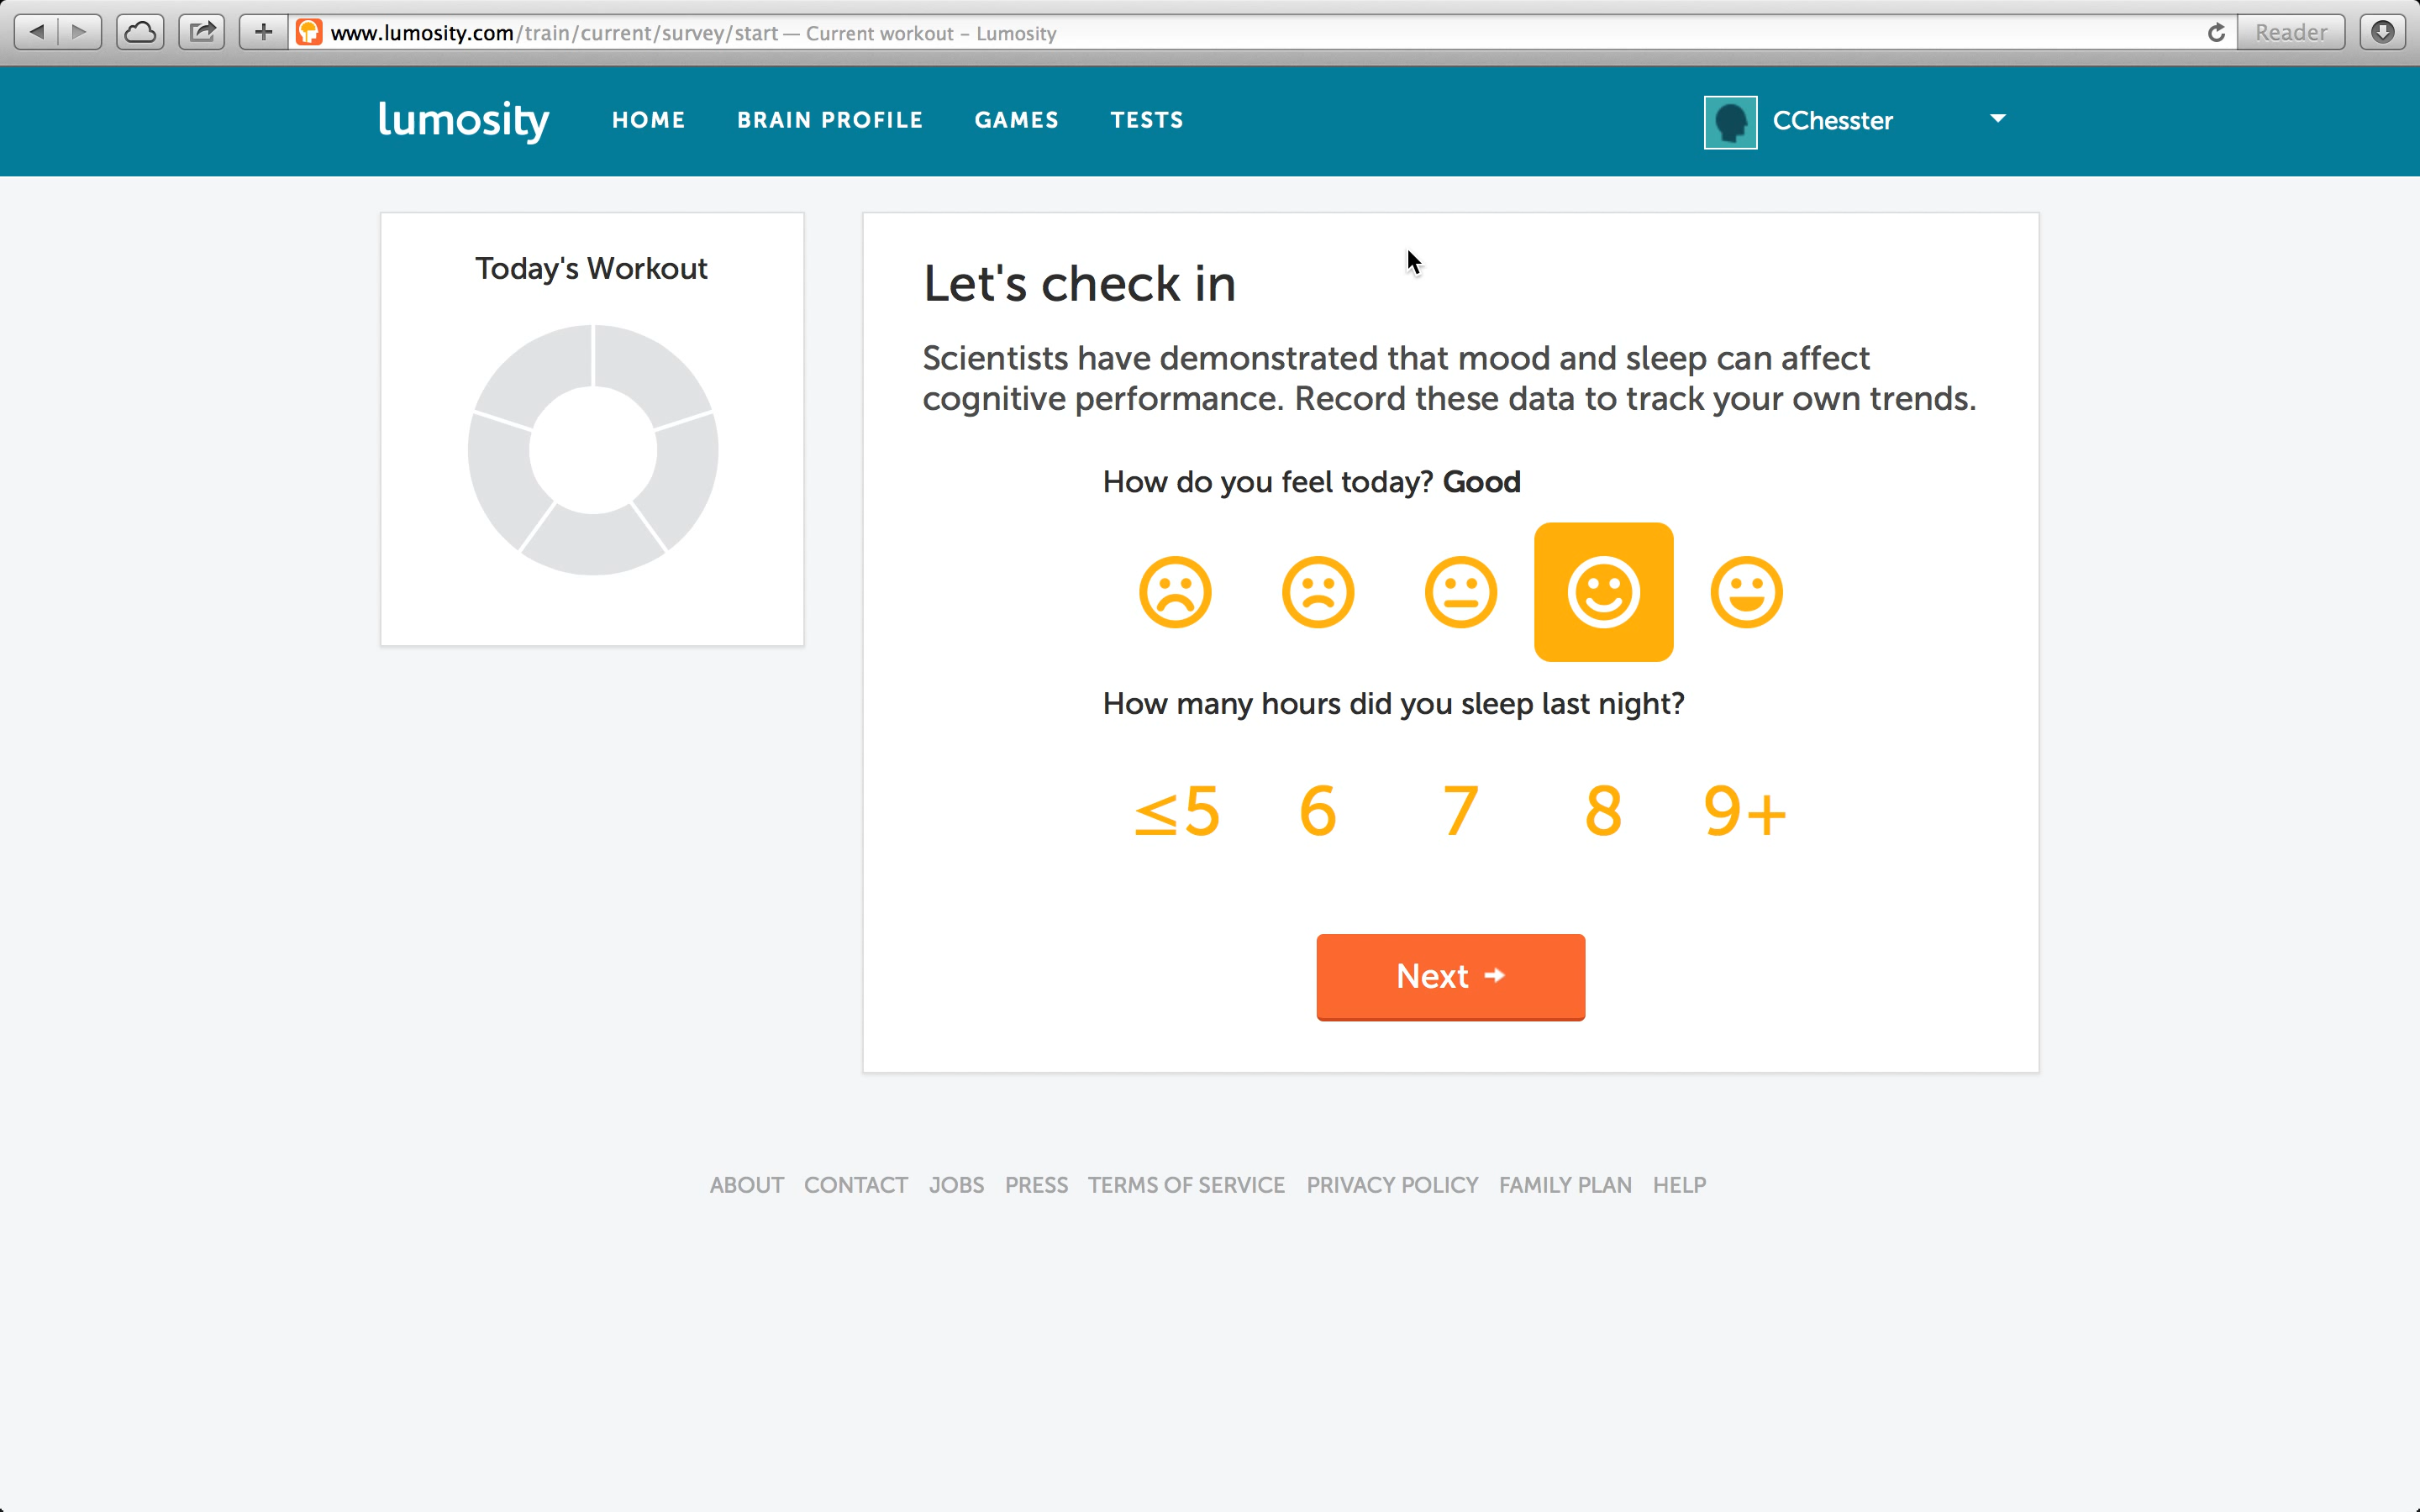 www.lumosity.com/train/current/survey/start — Current workout – Lumosity
Reader
lumosity
HOME
BRAIN PROFILE
GAMES
TESTS
CChesster
Today's Workout
Let's check in
Scientists have demonstrated that mood and sleep can affect
cognitive performance. Record these data to track your own trends.
How do you feel today? Good
How many hours did you sleep last night?
≤5 6 7 8 9+
Next
ABOUT CONTACT JOBS PRESS TERMS OF SERVICE PRIVACY POLICY FAMILY PLAN HELP